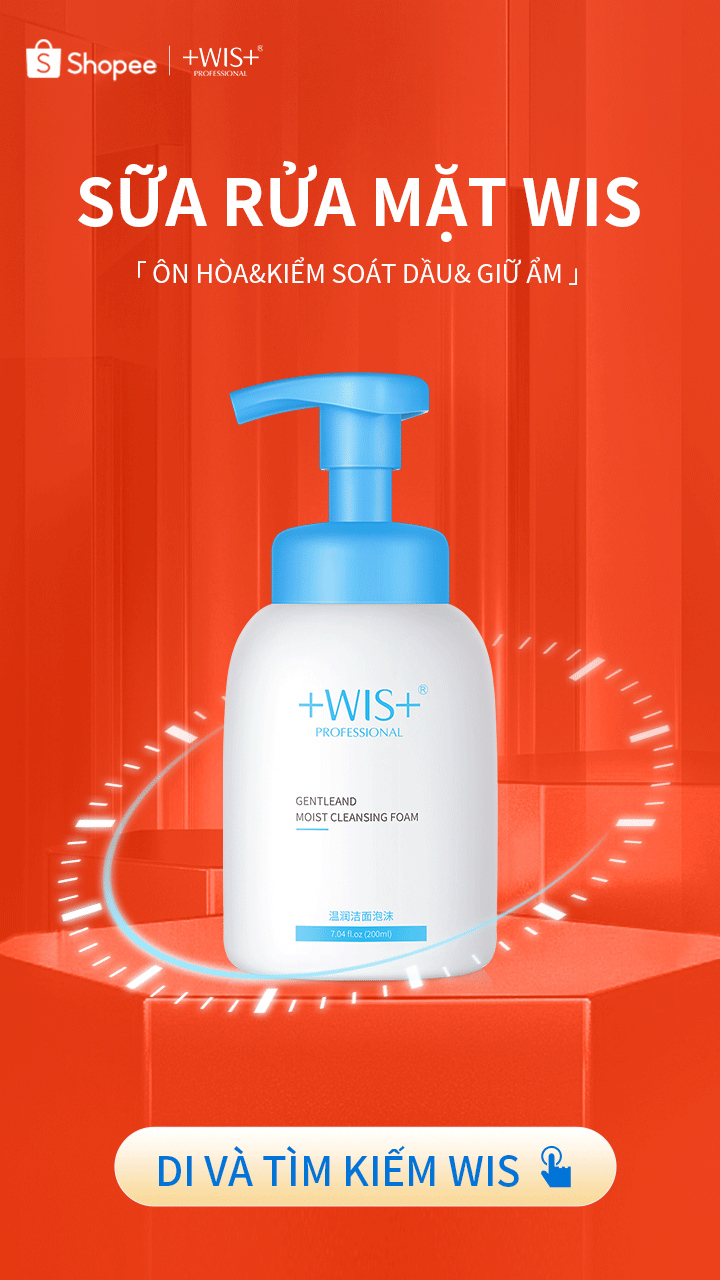 Shopee
+WIS+®
PROFESSIONAL
SỮA RỬA MẶT WIS
「 ÔN HÒA&KIỂM SOÁT DẦU& GIỮ ẨM 」
+WIS+®
PROFESSIONAL
GENTLEAND
MOIST CLEANSING FOAM
温润洁面泡沫
7.04 fl.oz (200ml)
DI VÀ TÌM KIẾM WIS